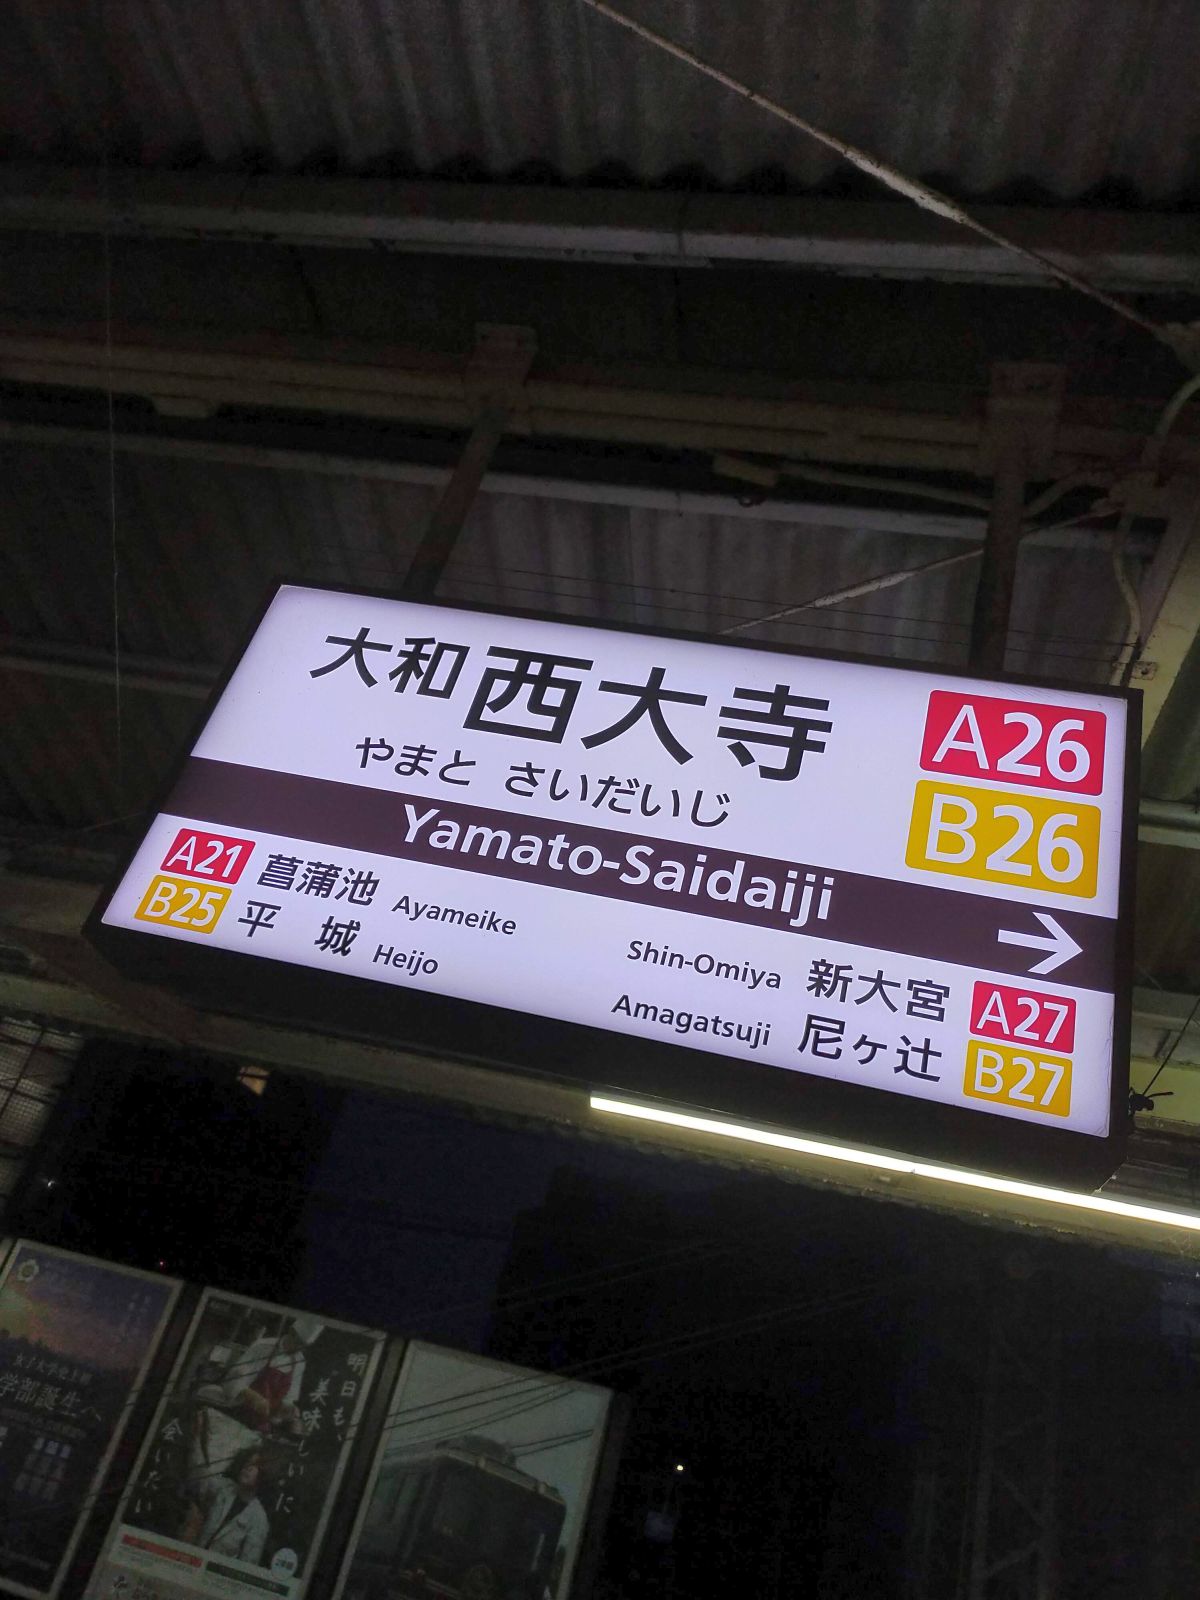 大和西大寺
やまと さいだいじ
A26
B26
Yamato-Saidaiji
→
A21 菖蒲池 Ayameike
B25 平 城 Heijo
Shin-Omiya 新大宮 A27
Amagatsuji 尼ヶ辻 B27
学部誕生へ
明日も、
美味しいに
会いたい